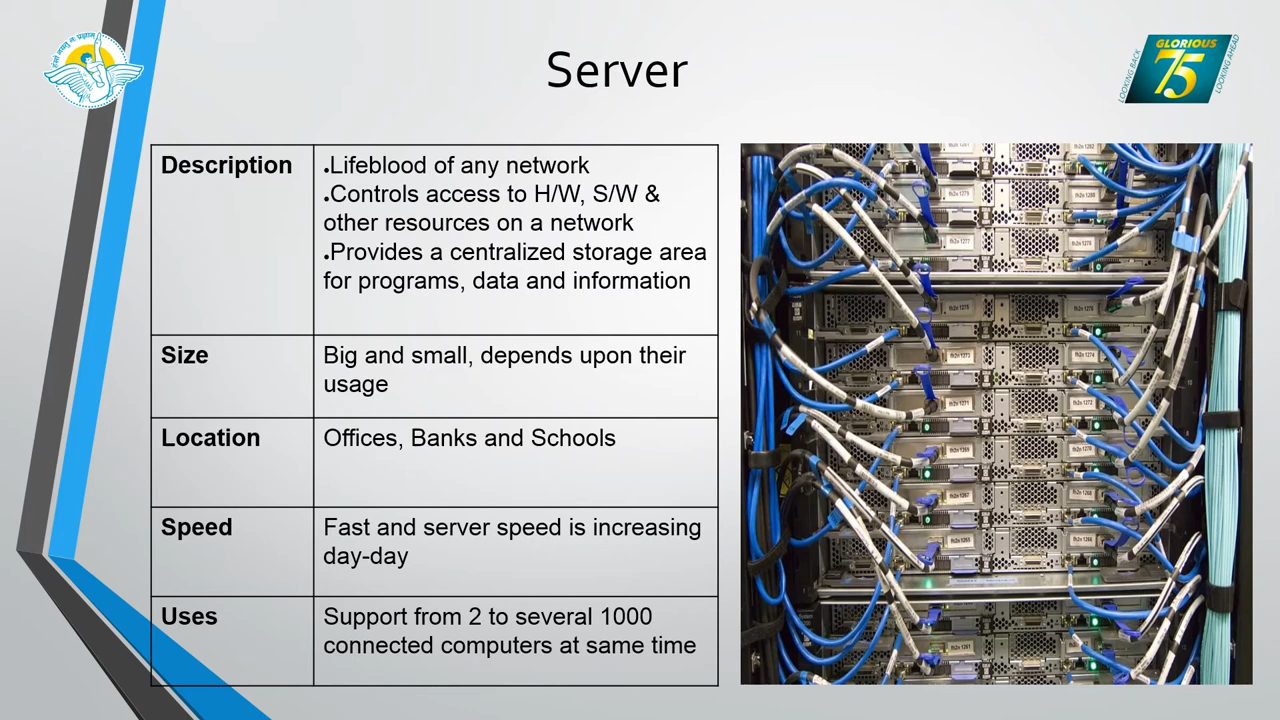 Server
GLORIOUS
75
LOOKING BACK
LOOKING AHEAD
Description
•Lifeblood of any network
•Controls access to H/W, S/W &
other resources on a network
•Provides a centralized storage area
for programs, data and information
Size
Big and small, depends upon their
usage
Location
Offices, Banks and Schools
Speed
Fast and server speed is increasing
day-day
Uses
Support from 2 to several 1000
connected computers at same time